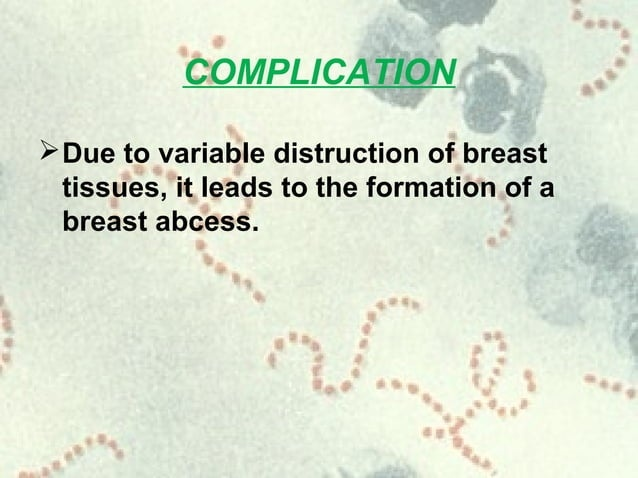 COMPLICATION
➢Due to variable distruction of breast
tissues, it leads to the formation of a
breast abcess.